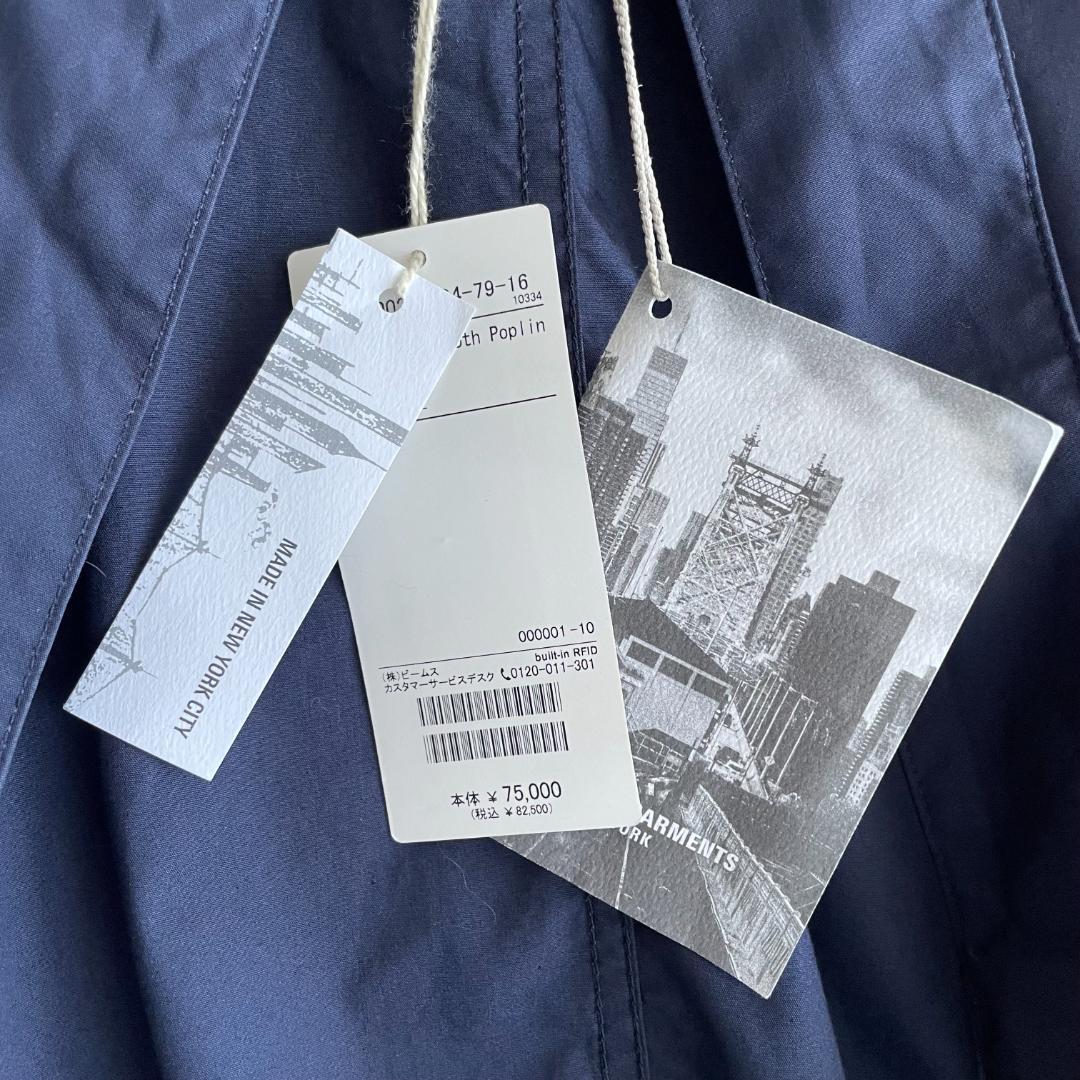 MADE IN NEW YORK CITY
4-79-16
10334
th Poplin
000001 -10
built-in RFID
(株)ビームス
カスタマーサービスデスク 0120-011-301
本体 ¥75,000
(税込 ¥82,500)
ARMENTS
ORK